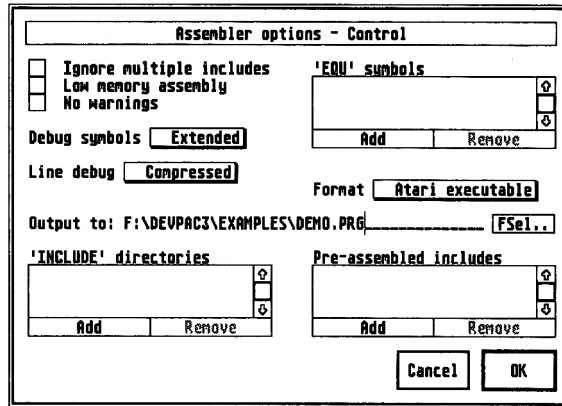 Assembler options - Control
Ignore multiple includes
Low memory assembly
No warnings
'EQU' symbols
Add Remove
Debug symbols Extended
Line debug Compressed
Format Atari executable
Output to: F:\DEVPAC3\EXAMPLES\DEMO.PRG FSel..
'INCLUDE' directories
Add Remove
Pre-assembled includes
Add Remove
Cancel OK